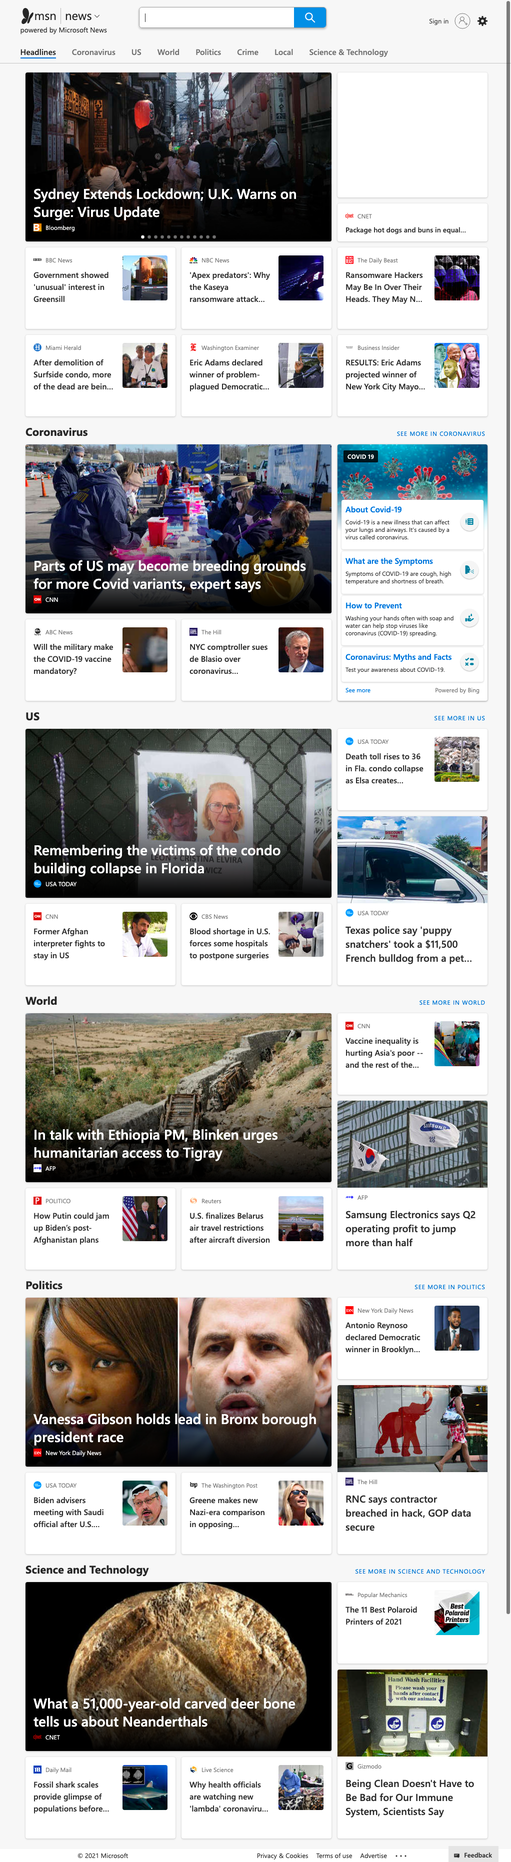 msn | news
powered by Microsoft News
Sign in
Headlines Coronavirus US World Politics Crime Local Science & Technology
Sydney Extends Lockdown; U.K. Warns on
Surge: Virus Update
Bloomberg
CNET
Package hot dogs and buns in equal...
BBC News
Government showed
'unusual' interest in
Greensill
NBC News
'Apex predators': Why
the Kaseya
ransomware attack...
The Daily Beast
Ransomware Hackers
May Be In Over Their
Heads. They May N...
Miami Herald
After demolition of
Surfside condo, more
of the dead are bein...
Washington Examiner
Eric Adams declared
winner of problem-
plagued Democratic...
Business Insider
RESULTS: Eric Adams
projected winner of
New York City Mayo...
Coronavirus
SEE MORE IN CORONAVIRUS
Parts of US may become breeding grounds
for more Covid variants, expert says
CNN
COVID 19
About Covid-19
Covid-19 is a new illness that can affect
your lungs and airways. It's caused by a
virus called coronavirus.
What are the Symptoms
Symptoms of COVID-19 are cough, high
temperature and shortness of breath.
How to Prevent
Washing your hands often with soap and
water can help stop viruses like
coronavirus (COVID-19) spreading.
Coronavirus: Myths and Facts
Test your awareness about COVID-19.
See more
Powered by Bing
ABC News
Will the military make
the COVID-19 vaccine
mandatory?
The Hill
NYC comptroller sues
de Blasio over
coronavirus...
US
SEE MORE IN US
Remembering the victims of the condo
building collapse in Florida
USA TODAY
USA TODAY
Death toll rises to 36
in Fla. condo collapse
as Elsa creates...
USA TODAY
Texas police say 'puppy
snatchers' took a $11,500
French bulldog from a pet...
CNN
Former Afghan
interpreter fights to
stay in US
CBS News
Blood shortage in U.S.
forces some hospitals
to postpone surgeries
World
SEE MORE IN WORLD
In talk with Ethiopia PM, Blinken urges
humanitarian access to Tigray
AFP
CNN
Vaccine inequality is
hurting Asia's poor --
and the rest of the...
AFP
Samsung Electronics says Q2
operating profit to jump
more than half
POLITICO
How Putin could jam
up Biden's post-
Afghanistan plans
Reuters
U.S. finalizes Belarus
air travel restrictions
after aircraft diversion
Politics
SEE MORE IN POLITICS
Vanessa Gibson holds lead in Bronx borough
president race
New York Daily News
New York Daily News
Antonio Reynoso
declared Democratic
winner in Brooklyn...
The Hill
RNC says contractor
breached in hack, GOP data
secure
USA TODAY
Biden advisers
meeting with Saudi
official after U.S....
The Washington Post
Greene makes new
Nazi-era comparison
in opposing...
Science and Technology
SEE MORE IN SCIENCE AND TECHNOLOGY
What a 51,000-year-old carved deer bone
tells us about Neanderthals
CNET
Popular Mechanics
The 11 Best Polaroid
Printers of 2021
Best
Polaroid
Printers
Hand Wash Facilities
Please wash your
hands after contact
with our animals
Gizmodo
Being Clean Doesn't Have to
Be Bad for Our Immune
System, Scientists Say
Daily Mail
Fossil shark scales
provide glimpse of
populations before...
Live Science
Why health officials
are watching new
'lambda' coronaviru...
© 2021 Microsoft
Privacy & Cookies Terms of use Advertise ...
Feedback